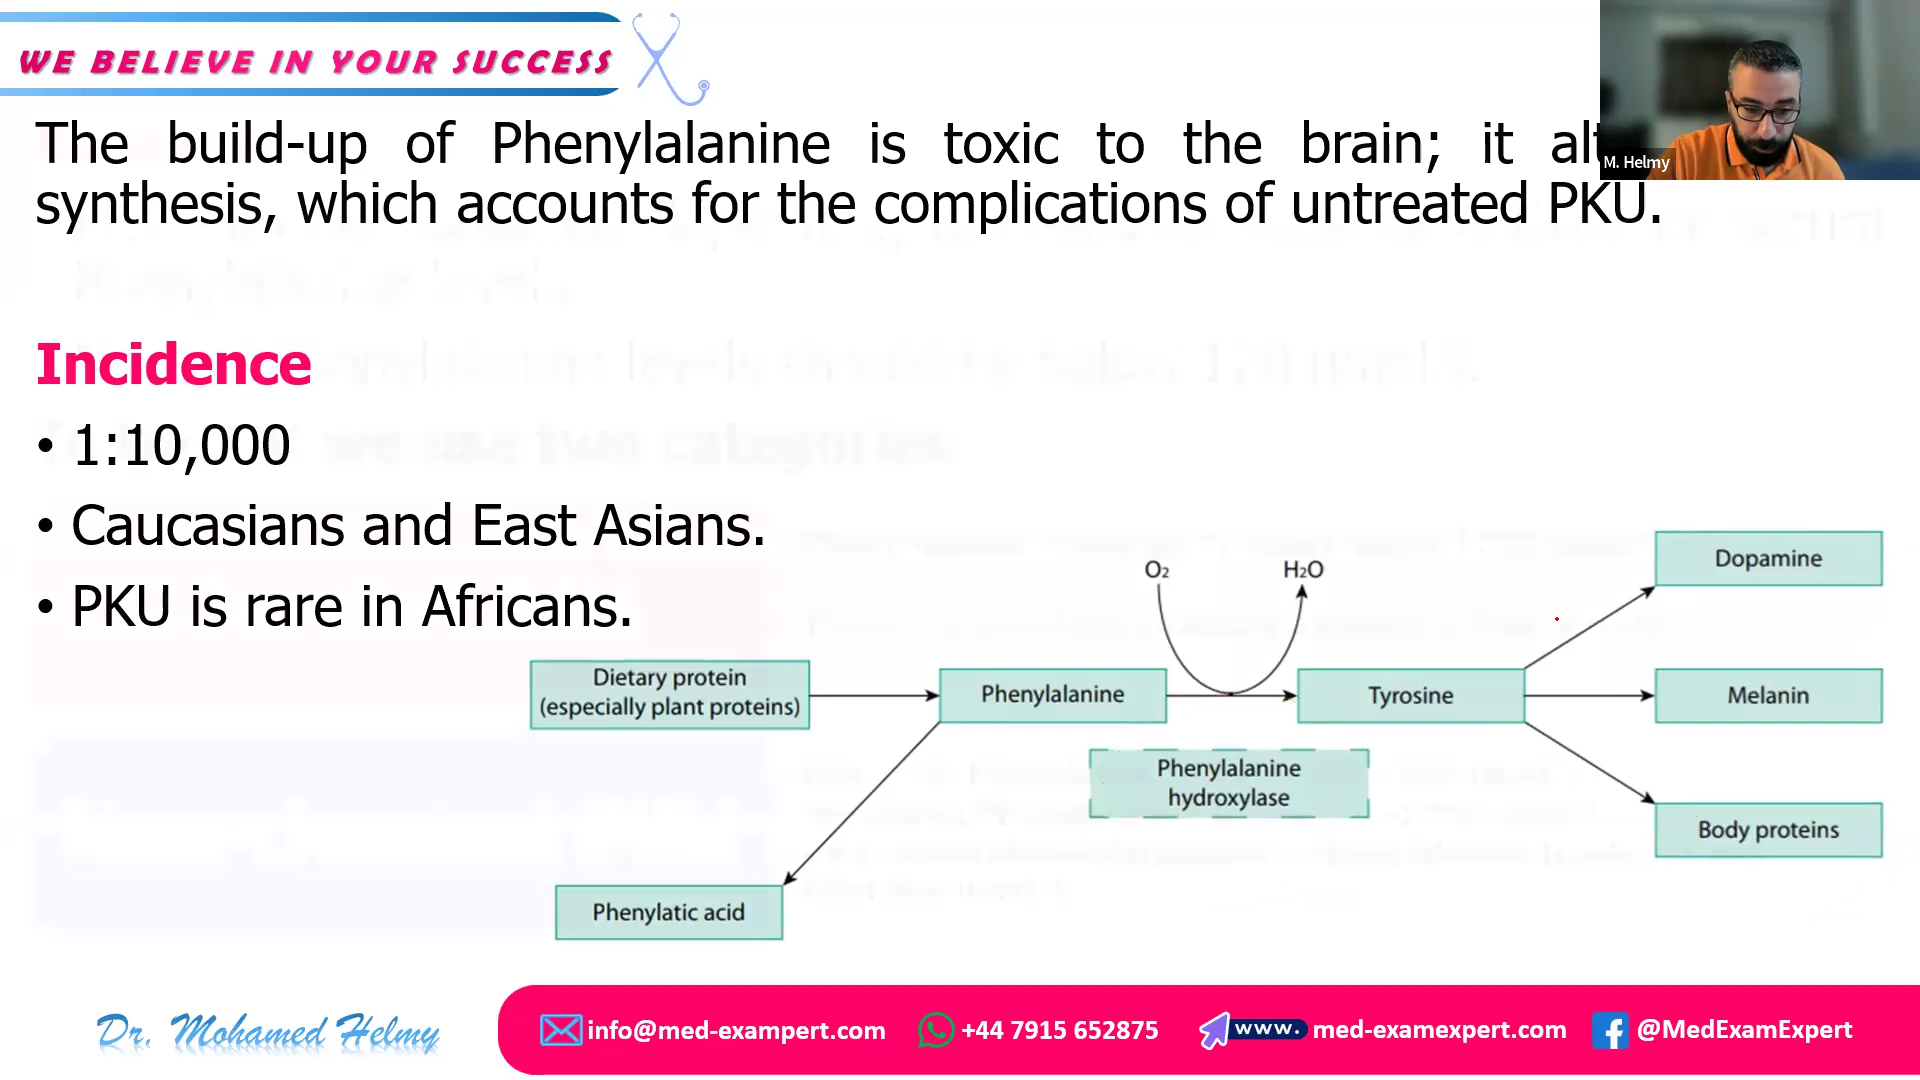 WE BELIEVE IN YOUR SUCCESS
M. Helmy
The build-up of Phenylalanine is toxic to the brain; it
synthesis, which accounts for the complications of untreated PKU.
Incidence
• 1:10,000
• Caucasians and East Asians.
• PKU is rare in Africans.
O₂
H₂O
Dopamine
Dietary protein
(especially plant proteins)
Phenylalanine
Tyrosine
Melanin
Phenylalanine
hydroxylase
Body proteins
Phenylatic acid
Dr. Mohamed Helmy
info@med-exampert.com
+44 7915 652875
www. med-examexpert.com
@MedExamExpert